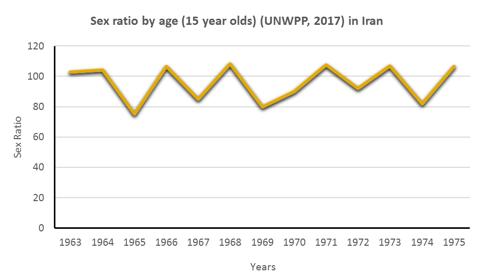 Sex ratio by age (15 year olds) (UNWPP, 2017) in Iran
120
100
80
60
40
20
0
Sex Ratio
1963 1964 1965 1966 1967 1968 1969 1970 1971 1972 1973 1974 1975
Years